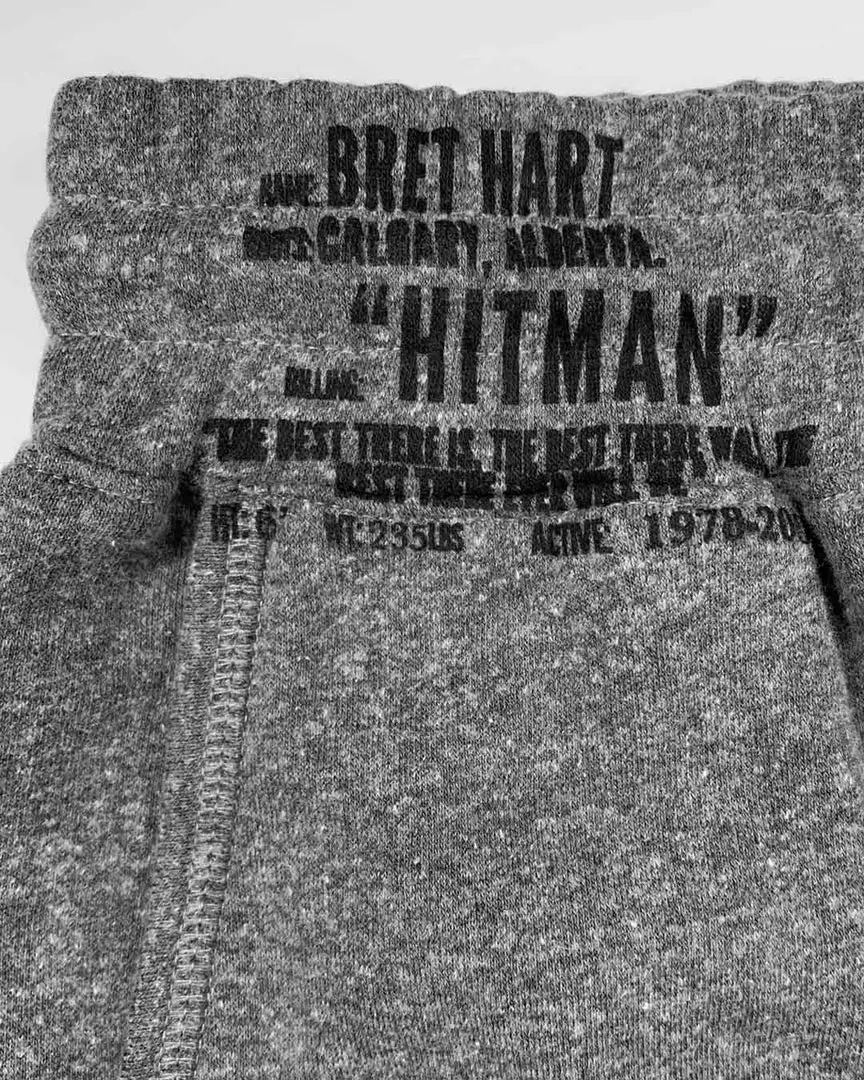 NAME: BRET HART
CALGARY, ALBERTA.
"HITMAN"
BILLING:
"THE BEST THERE IS, THE BEST THERE WAS, THE
BEST THERE EVER WILL BE."
HT: 6' WT: 235LBS ACTIVE: 1978-20